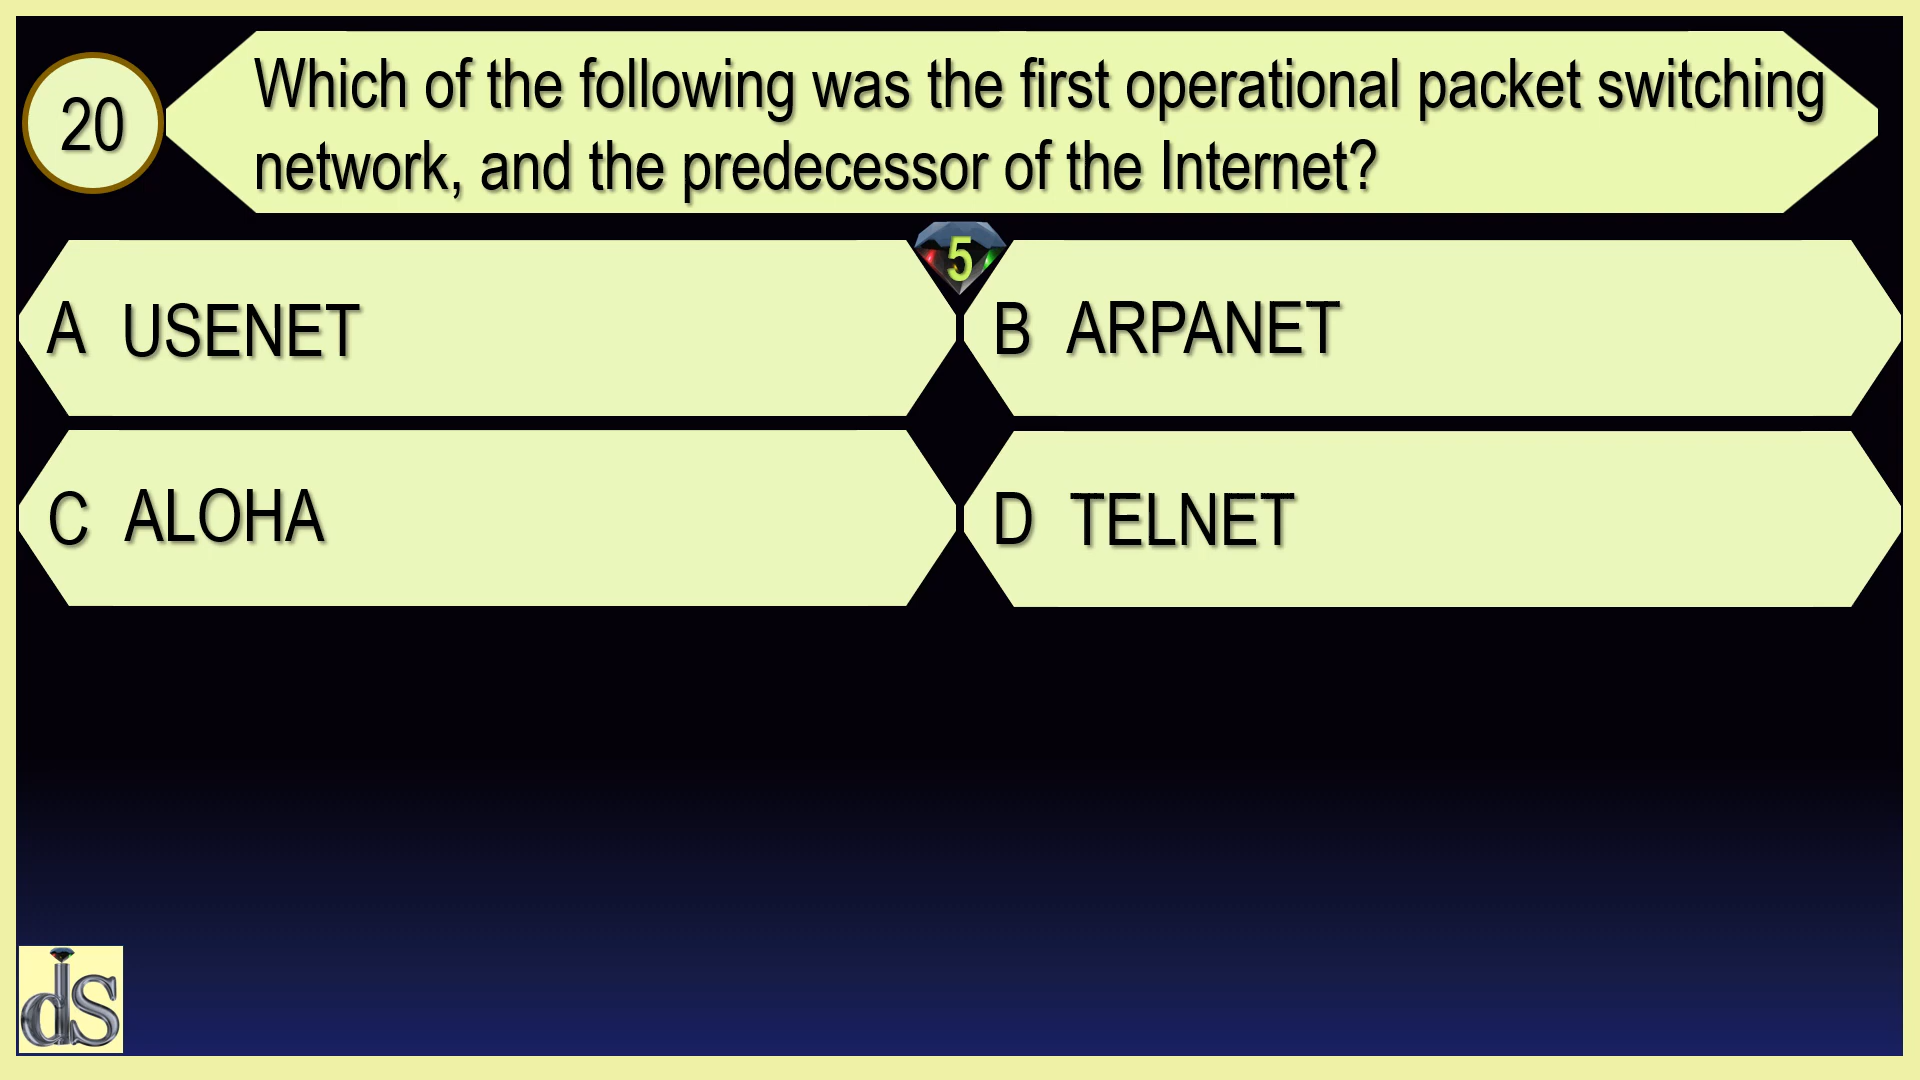 20
Which of the following was the first operational packet switching
network, and the predecessor of the Internet?
5
A USENET
B ARPANET
C ALOHA
D TELNET
ds